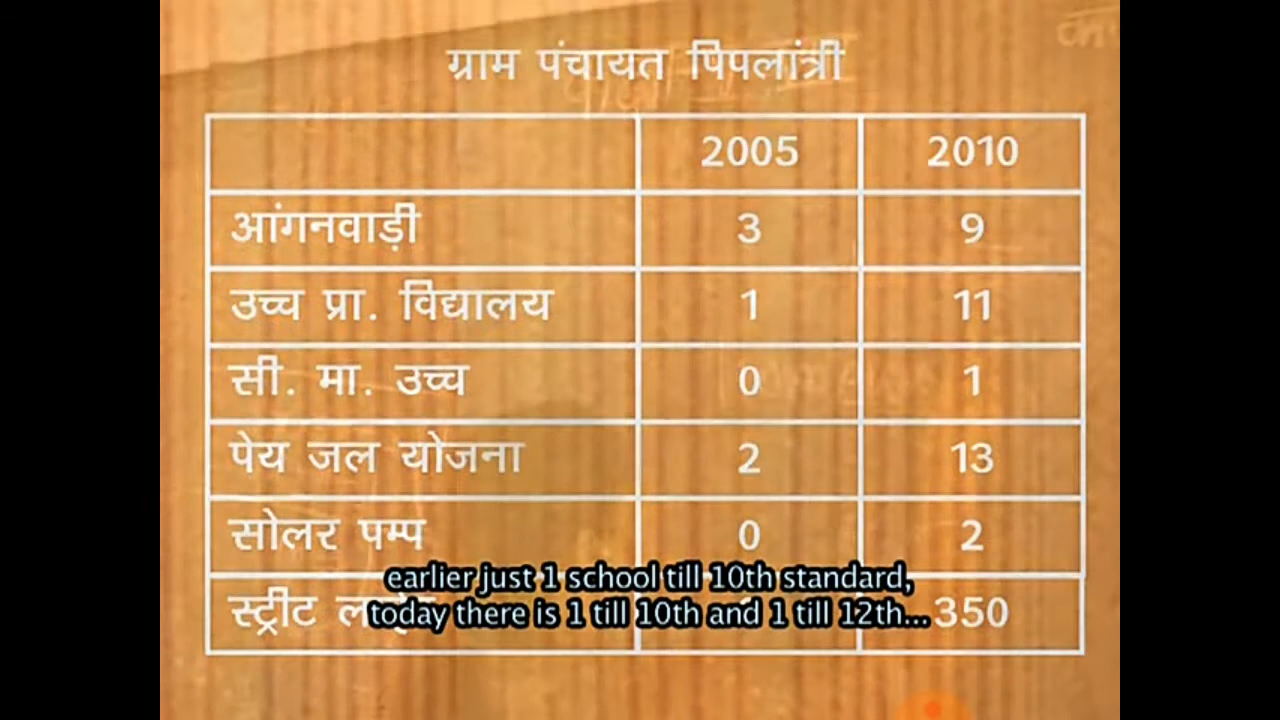 ग्राम पंचायत पिपलांत्री
2005 2010
आंगनवाड़ी 3 9
उच्च प्रा. विद्यालय 1 11
सी. मा. उच्च 0 1
पेय जल योजना 2 13
सोलर पम्प 0 2
earlier just 1 school till 10th standard,
स्ट्रीट 350
today there is 1 till 10th and 1 till 12th...